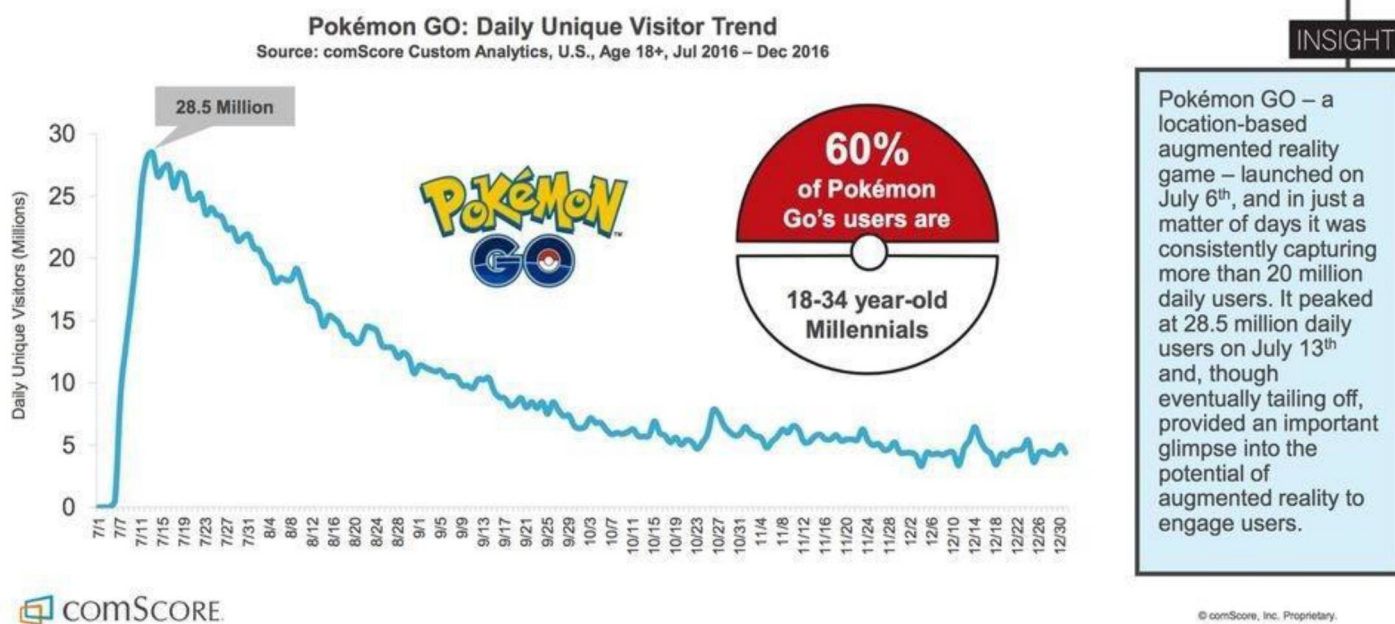 Pokémon GO: Daily Unique Visitor Trend
Source: comScore Custom Analytics, U.S., Age 18+, Jul 2016 – Dec 2016
28.5 Million
Daily Unique Visitors (Millions)
30
25
20
15
10
5
0
7/1 7/7 7/11 7/15 7/19 7/23 7/27 7/31 8/4 8/8 8/12 8/16 8/20 8/24 8/28 9/1 9/5 9/9 9/13 9/17 9/21 9/25 9/29 10/3 10/7 10/11 10/15 10/19 10/23 10/27 10/31 11/4 11/8 11/12 11/16 11/20 11/24 11/28 12/2 12/6 12/10 12/14 12/18 12/22 12/26 12/30
POKÉMON
GO
™
60%
of Pokémon
Go’s users are
18-34 year-old
Millennials
INSIGHT
Pokémon GO – a
location-based
augmented reality
game – launched on
July 6th, and in just a
matter of days it was
consistently capturing
more than 20 million
daily users. It peaked
at 28.5 million daily
users on July 13th
and, though
eventually tailing off,
provided an important
glimpse into the
potential of
augmented reality to
engage users.
comSCORE.
© comScore, Inc. Proprietary.